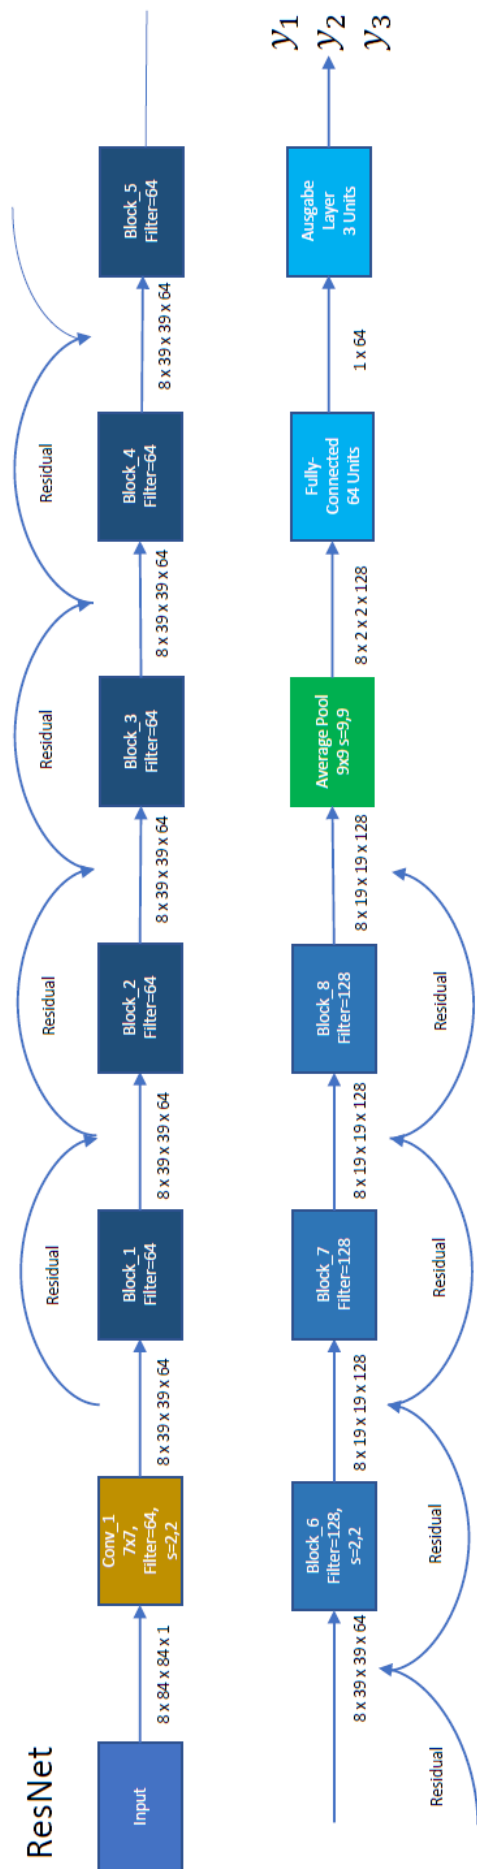 ResNet
Input
8 x 84 x 84 x 1
Conv_1
7x7,
Filter=64,
s=2,2
8 x 39 x 39 x 64
Residual
Block_1
Filter=64
8 x 39 x 39 x 64
Residual
Block_2
Filter=64
8 x 39 x 39 x 64
Residual
Block_3
Filter=64
8 x 39 x 39 x 64
Residual
Block_4
Filter=64
8 x 39 x 39 x 64
Block_5
Filter=64
Residual
8 x 39 x 39 x 64
Block_6
Filter=128,
s=2,2
Residual
8 x 19 x 19 x 128
Block_7
Filter=128
Residual
8 x 19 x 19 x 128
Block_8
Filter=128
Residual
8 x 19 x 19 x 128
Average Pool
9x9 s=9,9
8 x 2 x 2 x 128
Fully-
Connected
64 Units
1 x 64
Ausgabe
Layer
3 Units
y₁
y₂
y₃